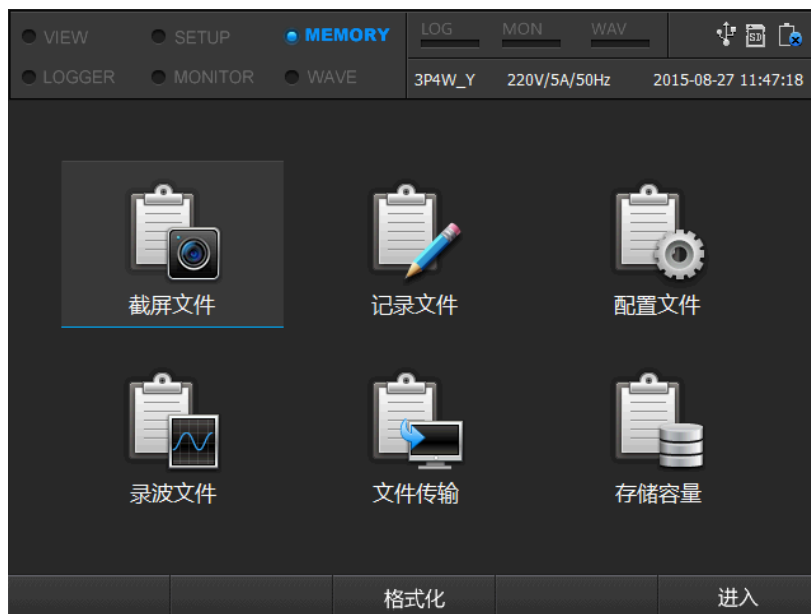 VIEW SETUP MEMORY LOG MON WAV SD
LOGGER MONITOR WAVE 3P4W_Y 220V/5A/50Hz 2015-08-27 11:47:18
截屏文件 记录文件 配置文件
录波文件 文件传输 存储容量
格式化 进入